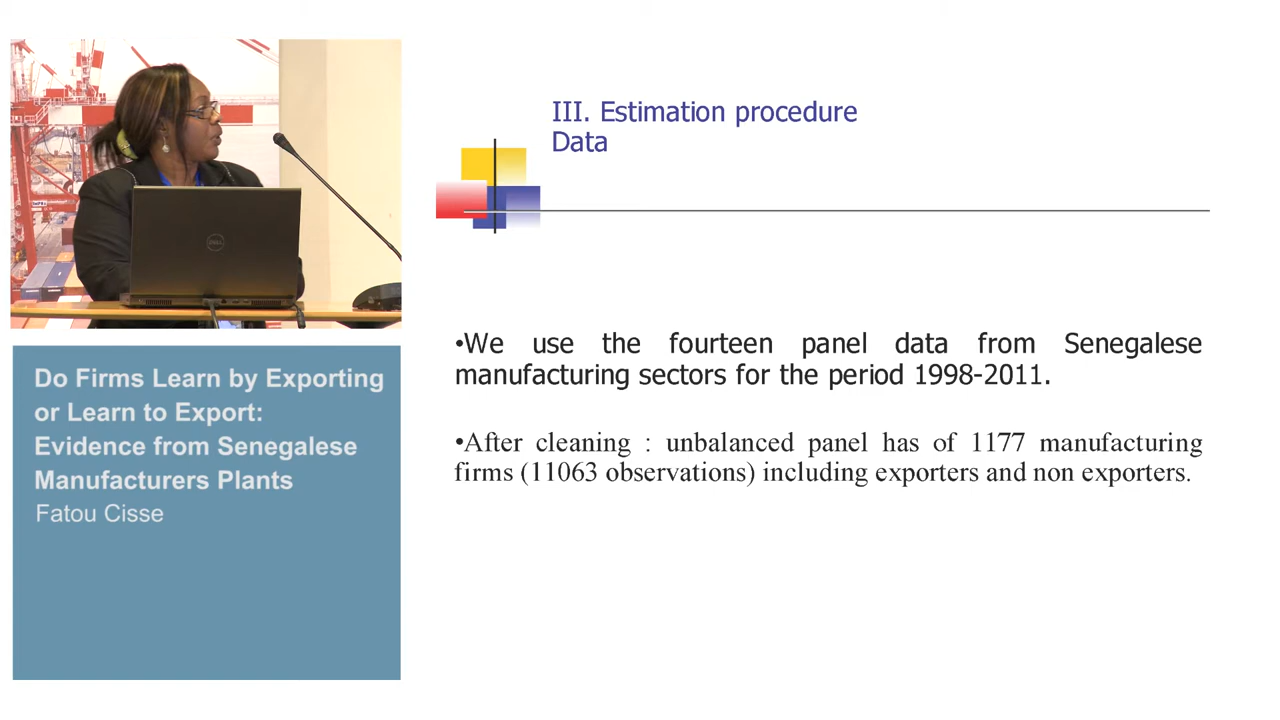 III. Estimation procedure
Data
Do Firms Learn by Exporting
or Learn to Export:
Evidence from Senegalese
Manufacturers Plants
Fatou Cisse
•We use the fourteen panel data from Senegalese
manufacturing sectors for the period 1998-2011.
•After cleaning : unbalanced panel has of 1177 manufacturing
firms (11063 observations) including exporters and non exporters.
DELL